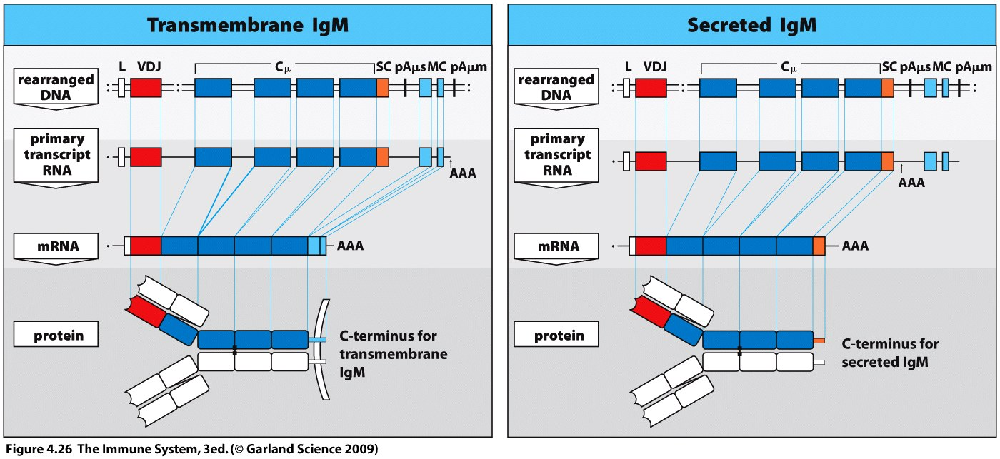 Transmembrane IgM
L VDJ Cμ SC pAμs MC pAμm
rearranged
DNA
primary
transcript
RNA
AAA
mRNA
AAA
protein
C-terminus for
transmembrane
IgM
Secreted IgM
L VDJ Cμ SC pAμs MC pAμm
rearranged
DNA
primary
transcript
RNA
AAA
mRNA
AAA
protein
C-terminus for
secreted IgM
Figure 4.26 The Immune System, 3ed. (© Garland Science 2009)